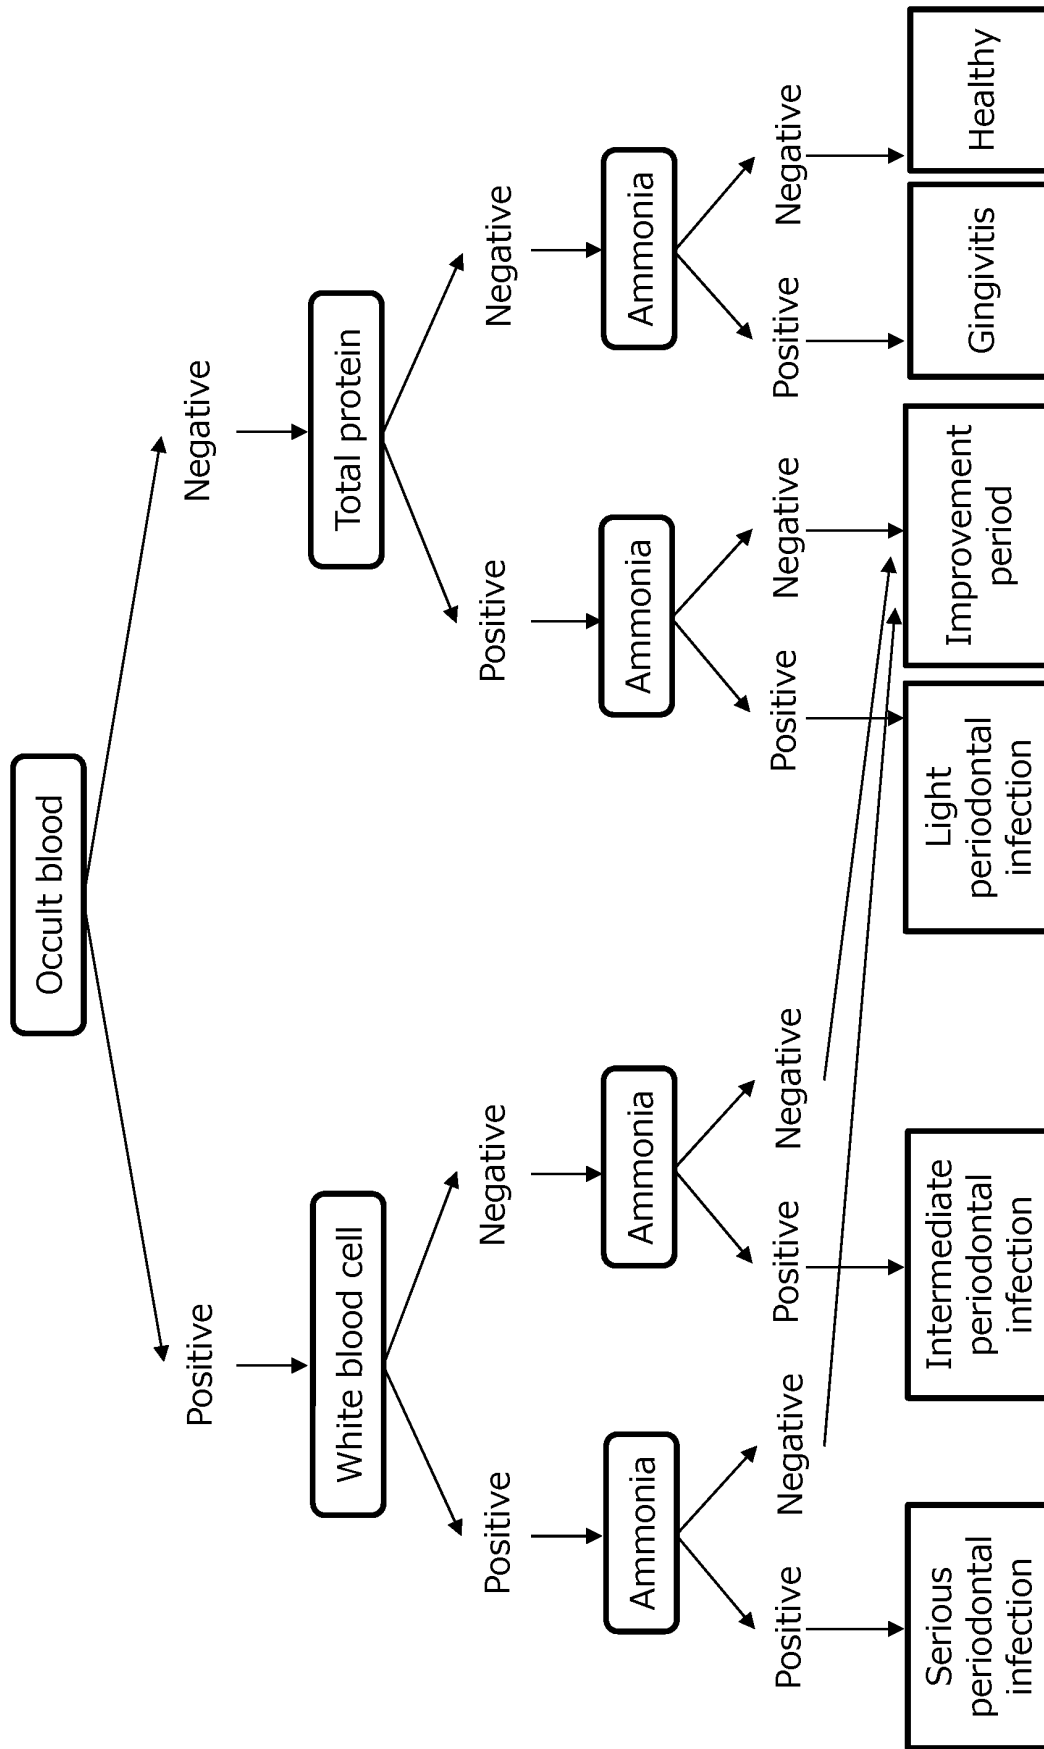 Occult blood
Positive
Negative
White blood cell
Total protein
Positive
Negative
Positive
Negative
Ammonia
Ammonia
Ammonia
Ammonia
Positive
Negative
Positive
Negative
Positive
Negative
Positive
Negative
Serious
periodontal
infection
Intermediate
periodontal
infection
Light
periodontal
infection
Improvement
period
Gingivitis
Healthy